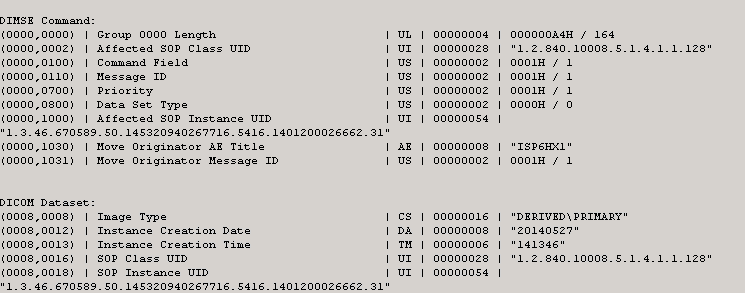 DIMSE Command:
(0000,0000) | Group 0000 Length | UL | 00000004 | 000000A4H / 164
(0000,0002) | Affected SOP Class UID | UI | 00000028 | "1.2.840.10008.5.1.4.1.1.128"
(0000,0100) | Command Field | US | 00000002 | 0001H / 1
(0000,0110) | Message ID | US | 00000002 | 0001H / 1
(0000,0700) | Priority | US | 00000002 | 0001H / 1
(0000,0800) | Data Set Type | US | 00000002 | 0000H / 0
(0000,1000) | Affected SOP Instance UID | UI | 00000054 |
"1.3.46.670589.50.145320940267716.5416.1401200026662.31"
(0000,1030) | Move Originator AE Title | AE | 00000008 | "ISP6HX1"
(0000,1031) | Move Originator Message ID | US | 00000002 | 0001H / 1
DICOM Dataset:
(0008,0008) | Image Type | CS | 00000016 | "DERIVED\PRIMARY"
(0008,0012) | Instance Creation Date | DA | 00000008 | "20140527"
(0008,0013) | Instance Creation Time | TM | 00000006 | "141346"
(0008,0016) | SOP Class UID | UI | 00000028 | "1.2.840.10008.5.1.4.1.1.128"
(0008,0018) | SOP Instance UID | UI | 00000054 |
"1.3.46.670589.50.145320940267716.5416.1401200026662.31"